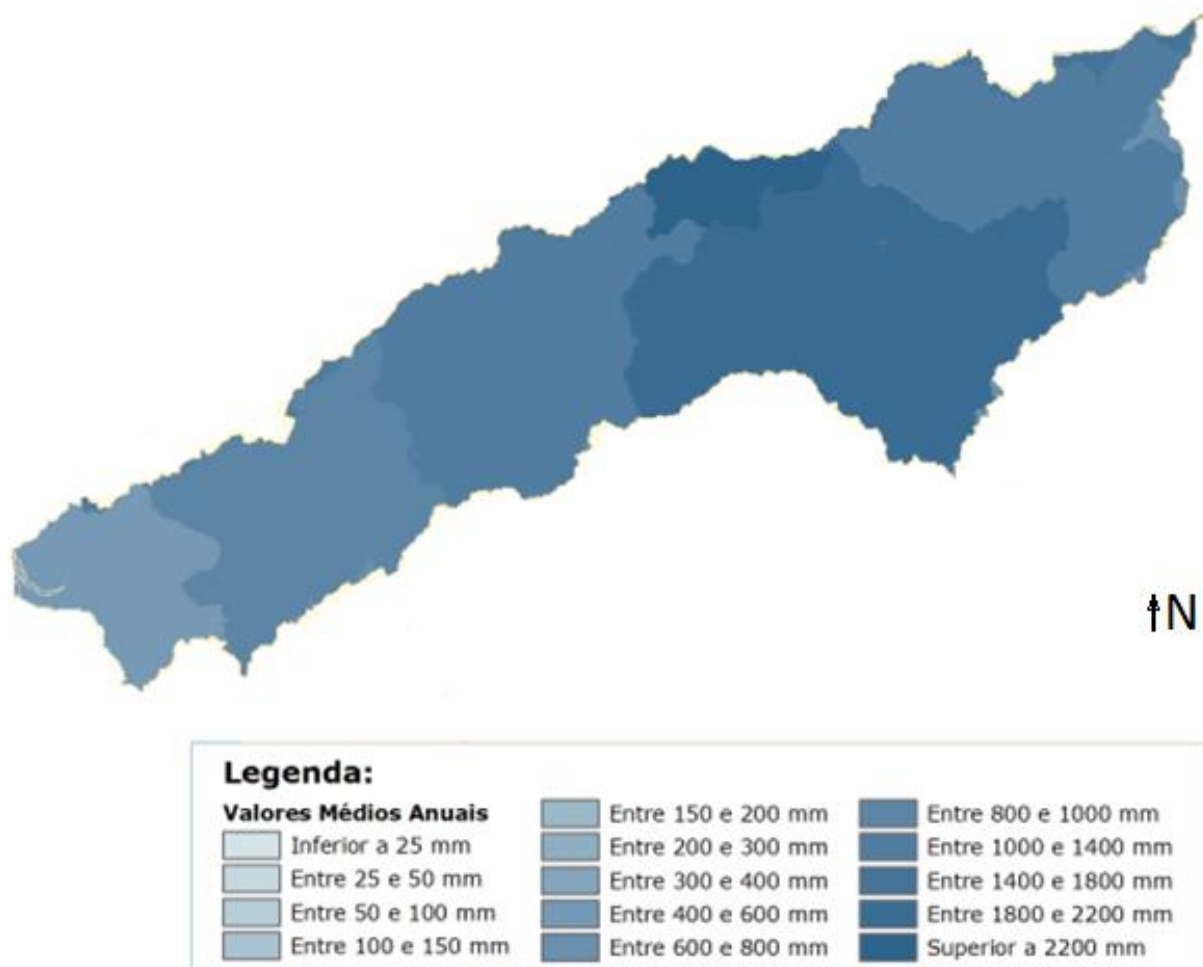 N
Legenda:
Valores Médios Anuais
Inferior a 25 mm
Entre 25 e 50 mm
Entre 50 e 100 mm
Entre 100 e 150 mm
Entre 150 e 200 mm
Entre 200 e 300 mm
Entre 300 e 400 mm
Entre 400 e 600 mm
Entre 600 e 800 mm
Entre 800 e 1000 mm
Entre 1000 e 1400 mm
Entre 1400 e 1800 mm
Entre 1800 e 2200 mm
Superior a 2200 mm